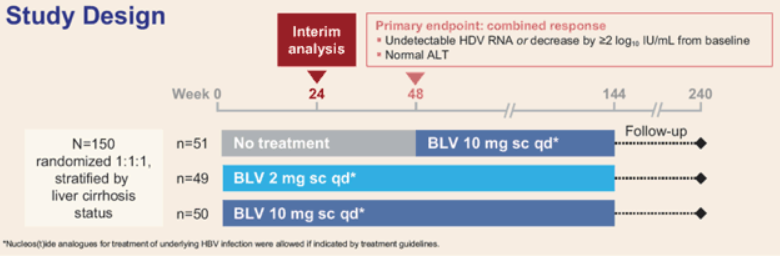 Study Design
Interim
analysis
Primary endpoint: combined response
▪ Undetectable HDV RNA or decrease by ≥2 log₁₀ IU/mL from baseline
▪ Normal ALT
Week 0 24 48 144 240
N=150
randomized 1:1:1,
stratified by
liver cirrhosis
status
n=51 No treatment BLV 10 mg sc qd* Follow-up
n=49 BLV 2 mg sc qd*
n=50 BLV 10 mg sc qd*
*Nucleos(t)ide analogues for treatment of underlying HBV infection were allowed if indicated by treatment guidelines.